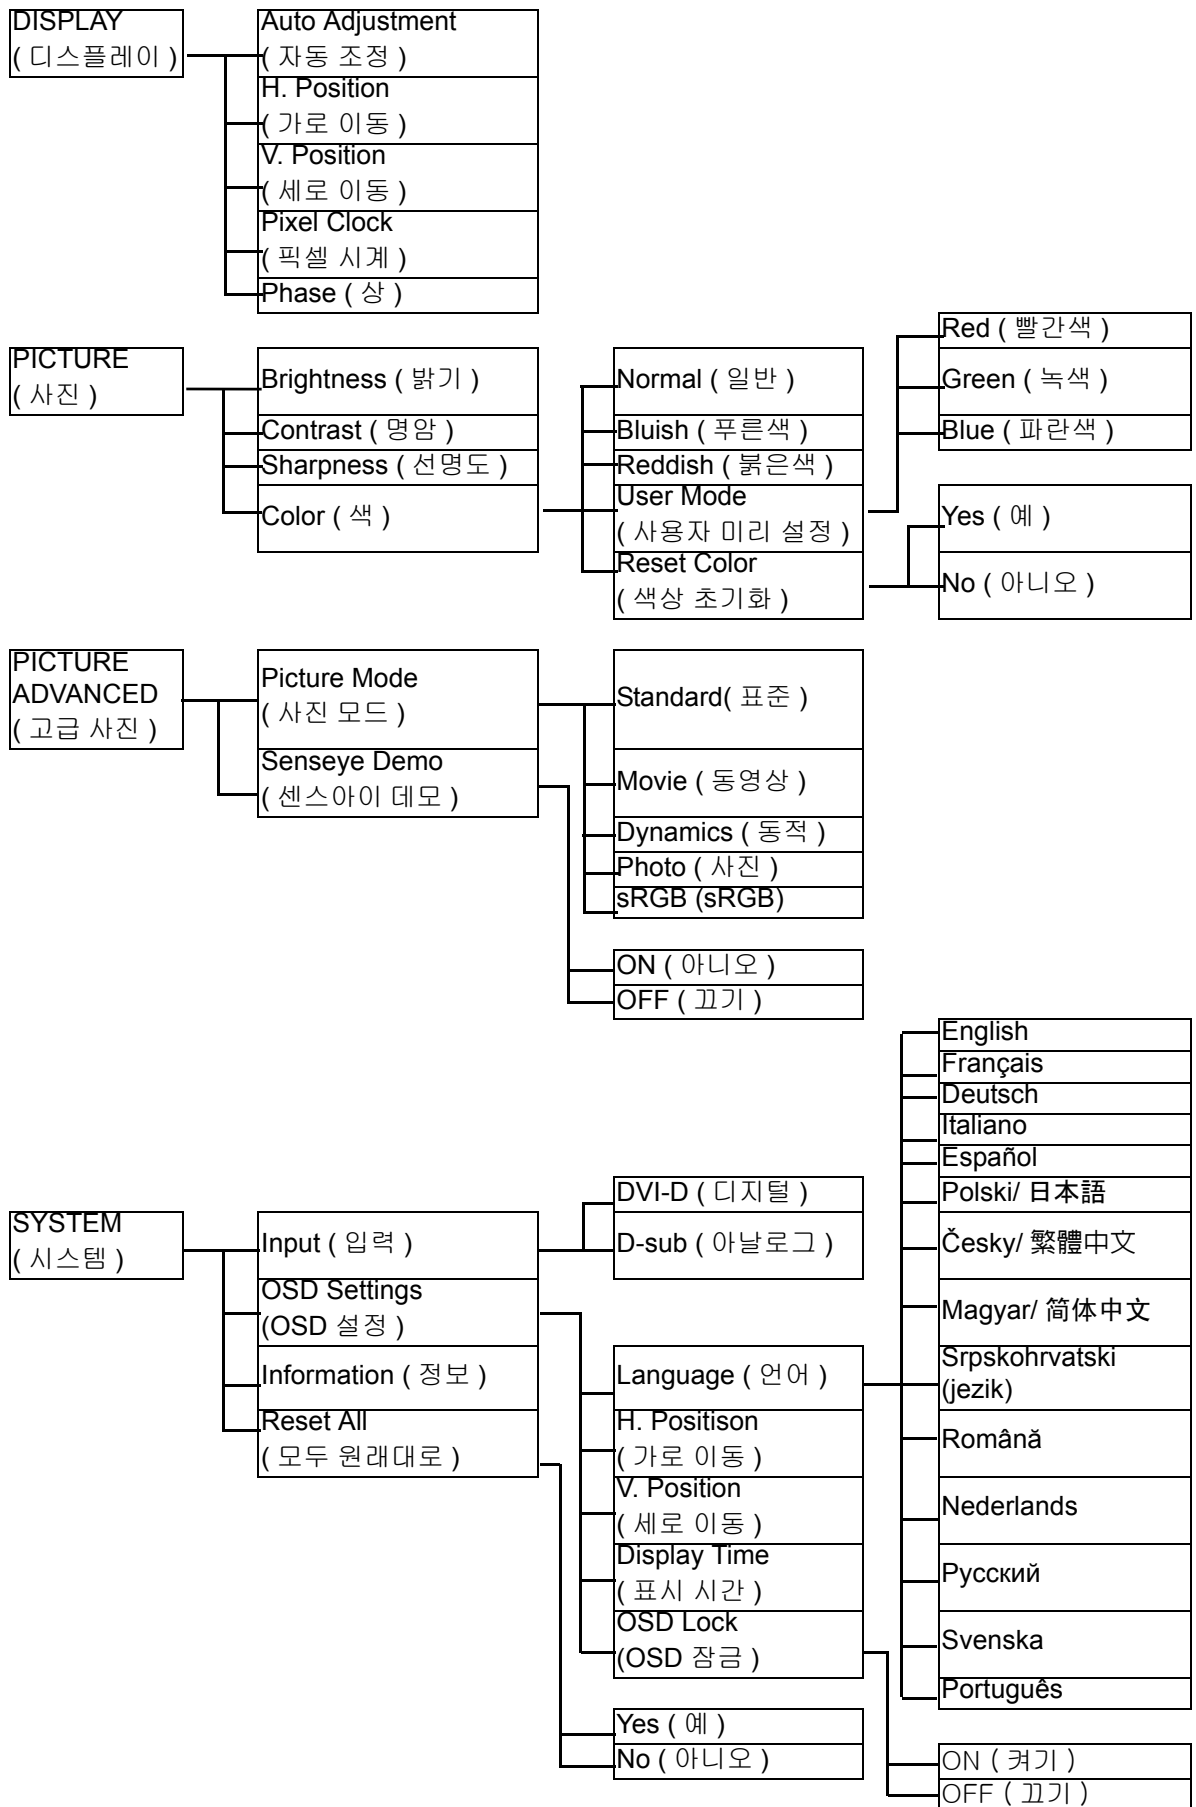 DISPLAY
( 디스플레이 )
Auto Adjustment
( 자동 조정 )
H. Position
( 가로 이동 )
V. Position
( 세로 이동 )
Pixel Clock
( 픽셀 시계 )
Phase ( 상 )
PICTURE
( 사진 )
Brightness ( 밝기 )
Contrast ( 명암 )
Sharpness ( 선명도 )
Color ( 색 )
Normal ( 일반 )
Bluish ( 푸른색 )
Reddish ( 붉은색 )
User Mode
( 사용자 미리 설정 )
Reset Color
( 색상 초기화 )
Red ( 빨간색 )
Green ( 녹색 )
Blue ( 파란색 )
Yes ( 예 )
No ( 아니오 )
PICTURE
ADVANCED
( 고급 사진 )
Picture Mode
( 사진 모드 )
Senseye Demo
( 센스아이 데모 )
Standard( 표준 )
Movie ( 동영상 )
Dynamics ( 동적 )
Photo ( 사진 )
sRGB (sRGB)
ON ( 아니오 )
OFF ( 끄기 )
SYSTEM
( 시스템 )
Input ( 입력 )
OSD Settings
(OSD 설정 )
Information ( 정보 )
Reset All
( 모두 원래대로 )
DVI-D ( 디지털 )
D-sub ( 아날로그 )
Language ( 언어 )
H. Positison
( 가로 이동 )
V. Position
( 세로 이동 )
Display Time
( 표시 시간 )
OSD Lock
(OSD 잠금 )
Yes ( 예 )
No ( 아니오 )
English
Français
Deutsch
Italiano
Español
Polski/ 日本語
Česky/ 繁體中文
Magyar/ 简体中文
Srpskohrvatski
(jezik)
Română
Nederlands
Русский
Svenska
Português
ON ( 켜기 )
OFF ( 끄기 )